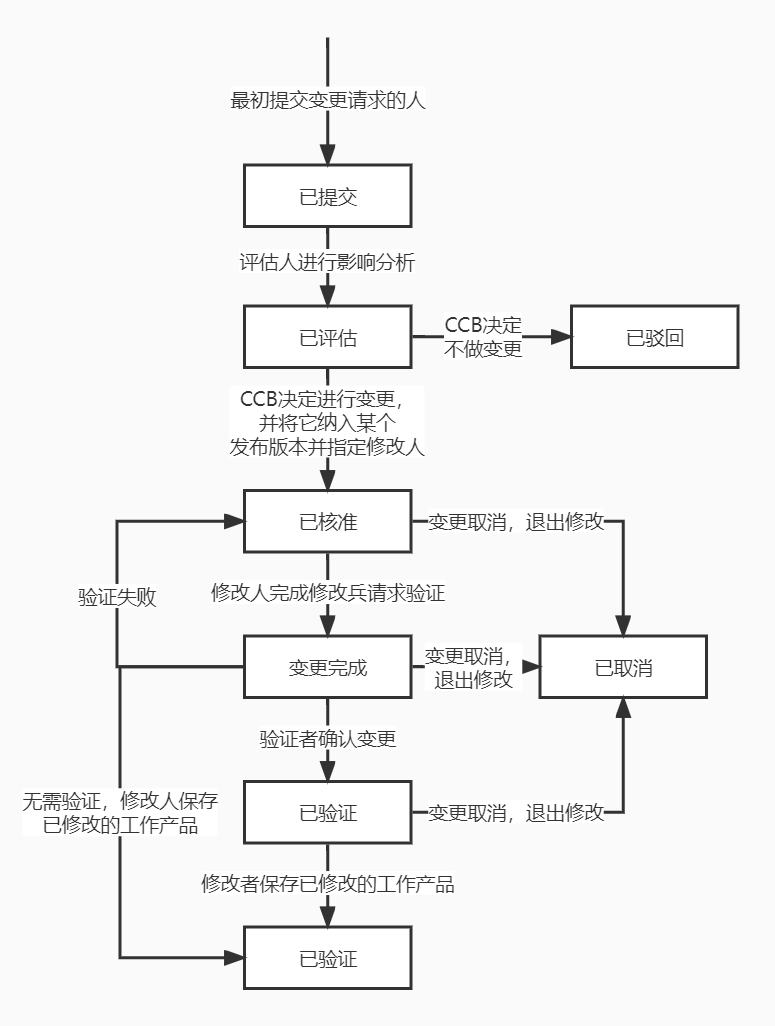 最初提交变更请求的人
已提交
评估人进行影响分析
已评估
CCB决定
不做变更
已驳回
CCB决定进行变更，
并将它纳入某个
发布版本并指定修改人
已核准
变更取消，退出修改
验证失败
修改人完成修改兵请求验证
变更完成
变更取消，
退出修改
已取消
验证者确认变更
无需验证，修改人保存
已修改的工作产品
已验证
变更取消，退出修改
修改者保存已修改的工作产品
已验证